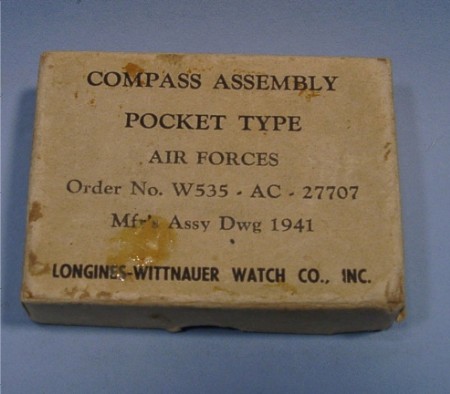 COMPASS ASSEMBLY
POCKET TYPE
AIR FORCES
Order No. W535 - AC - 27707
Mfr's Assy Dwg 1941
LONGINES-WITTNAUER WATCH CO., INC.